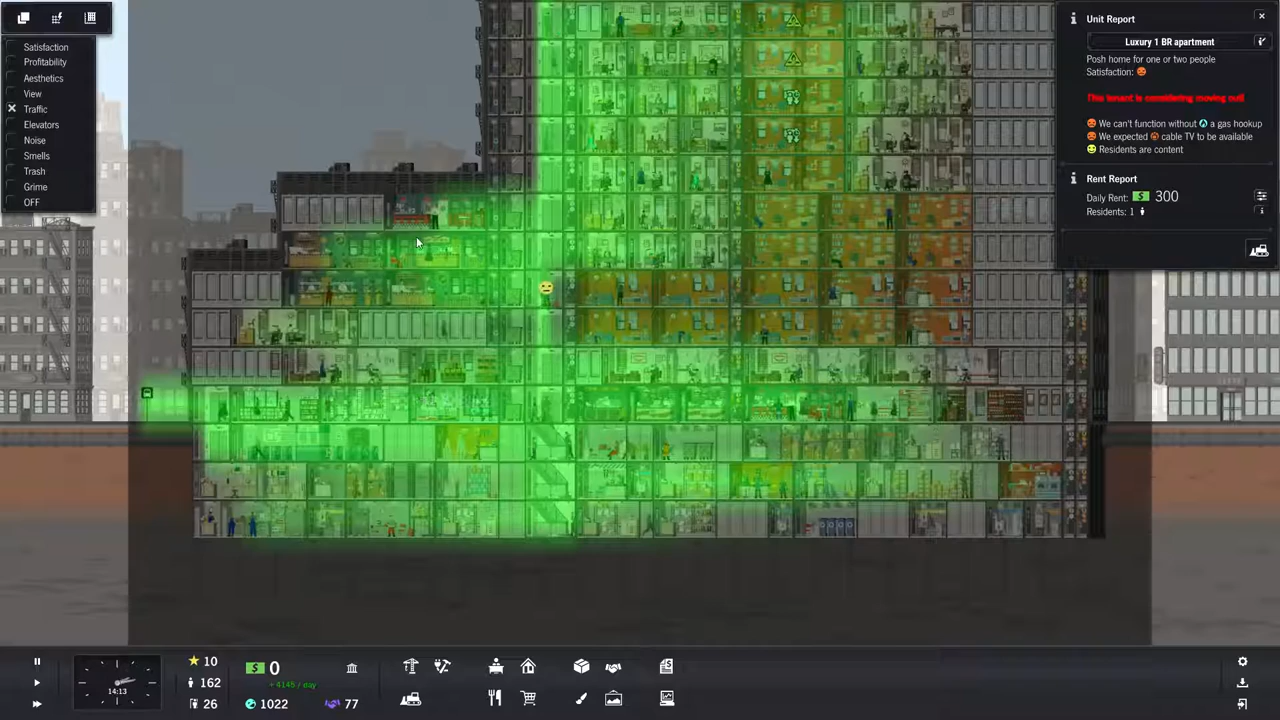 Satisfaction
Profitability
Aesthetics
View
Traffic
Elevators
Noise
Smells
Trash
Grime
OFF
Unit Report
Luxury 1 BR apartment
Posh home for one or two people
Satisfaction:
This tenant is considering moving out!
We can't function without a gas hookup
We expected cable TV to be available
Residents are content
Rent Report
Daily Rent: $ 300
Residents: 1
14:13
10
162
26
$ 0
+4145 / day
1022
77